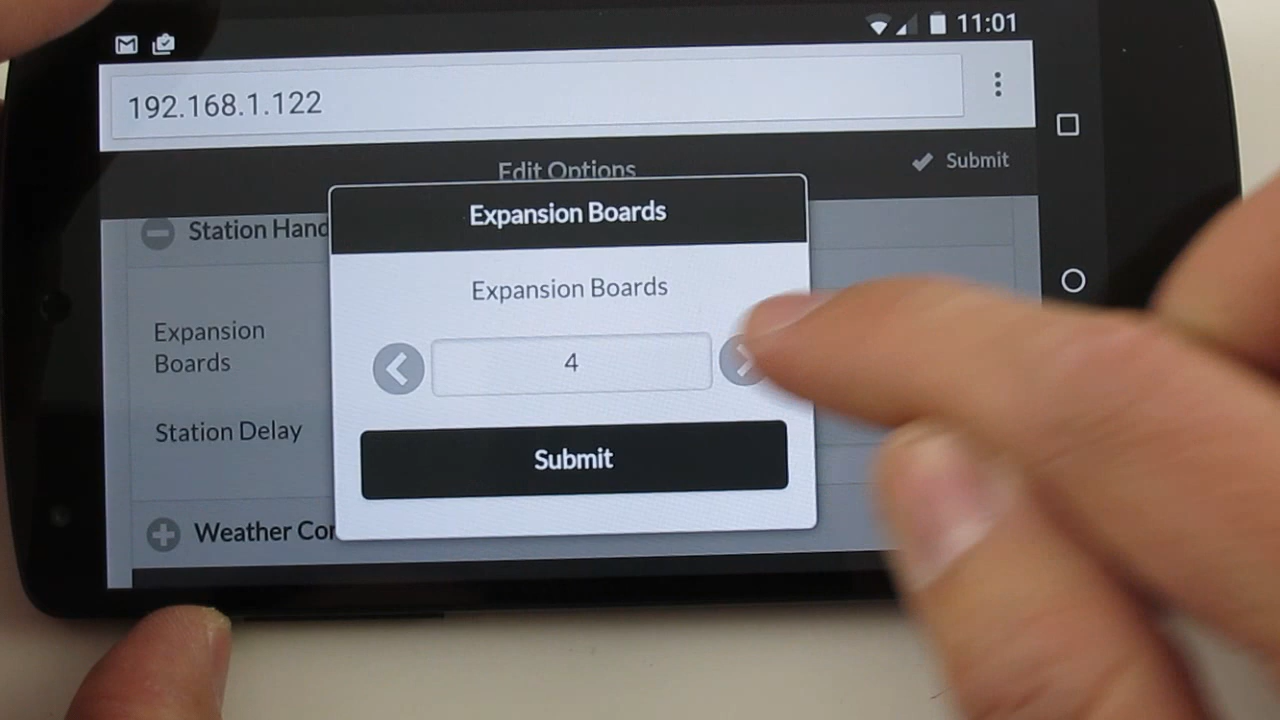 11:01
192.168.1.122
Edit Options
Submit
Station Hand
Expansion Boards
Expansion Boards
Expansion
Boards
4
Station Delay
Submit
Weather Cor